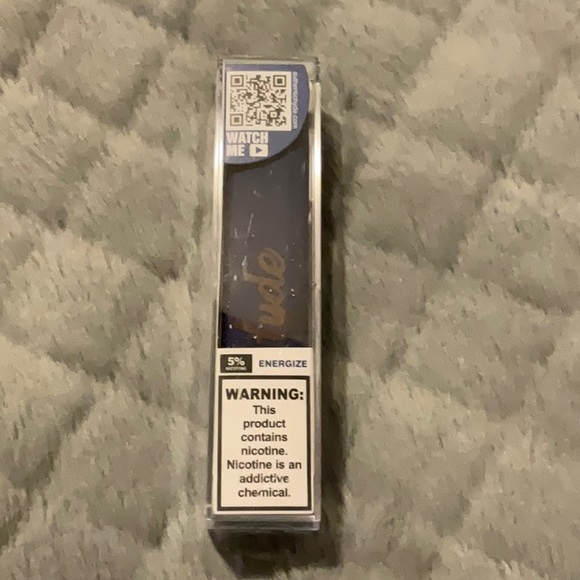 WATCH
ME
5%
NICOTINE
ENERGIZE
WARNING:
This
product
contains
nicotine.
Nicotine is an
addictive
chemical.